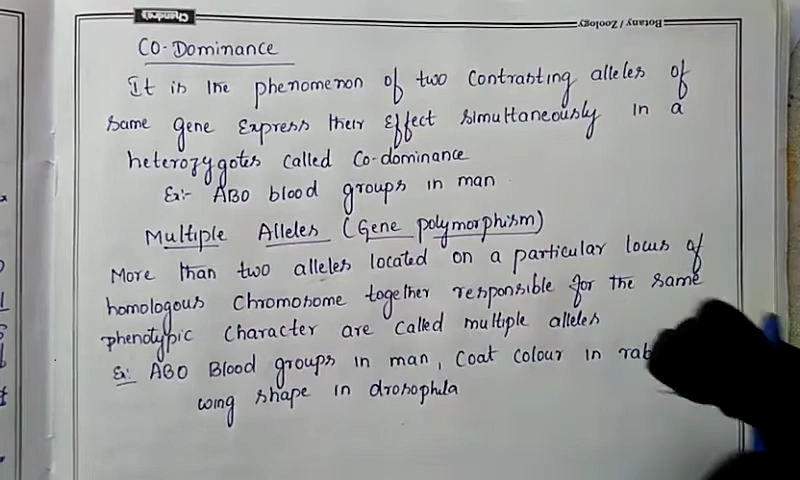 Chandra's
Botany / Zoology
CO-Dominance
It is the phenomenon of two contrasting alleles of
same gene express their effect simultaneously in a
heterozygotes called Co-dominance
Ex:- ABO blood groups in man
Multiple Alleles (Gene polymorphism)
More than two alleles located on a particular locus of
homologous Chromosome together responsible for the same
phenotypic character are called multiple alleles
Ex: ABO Blood groups in man, Coat colour in
wing shape in drosophila